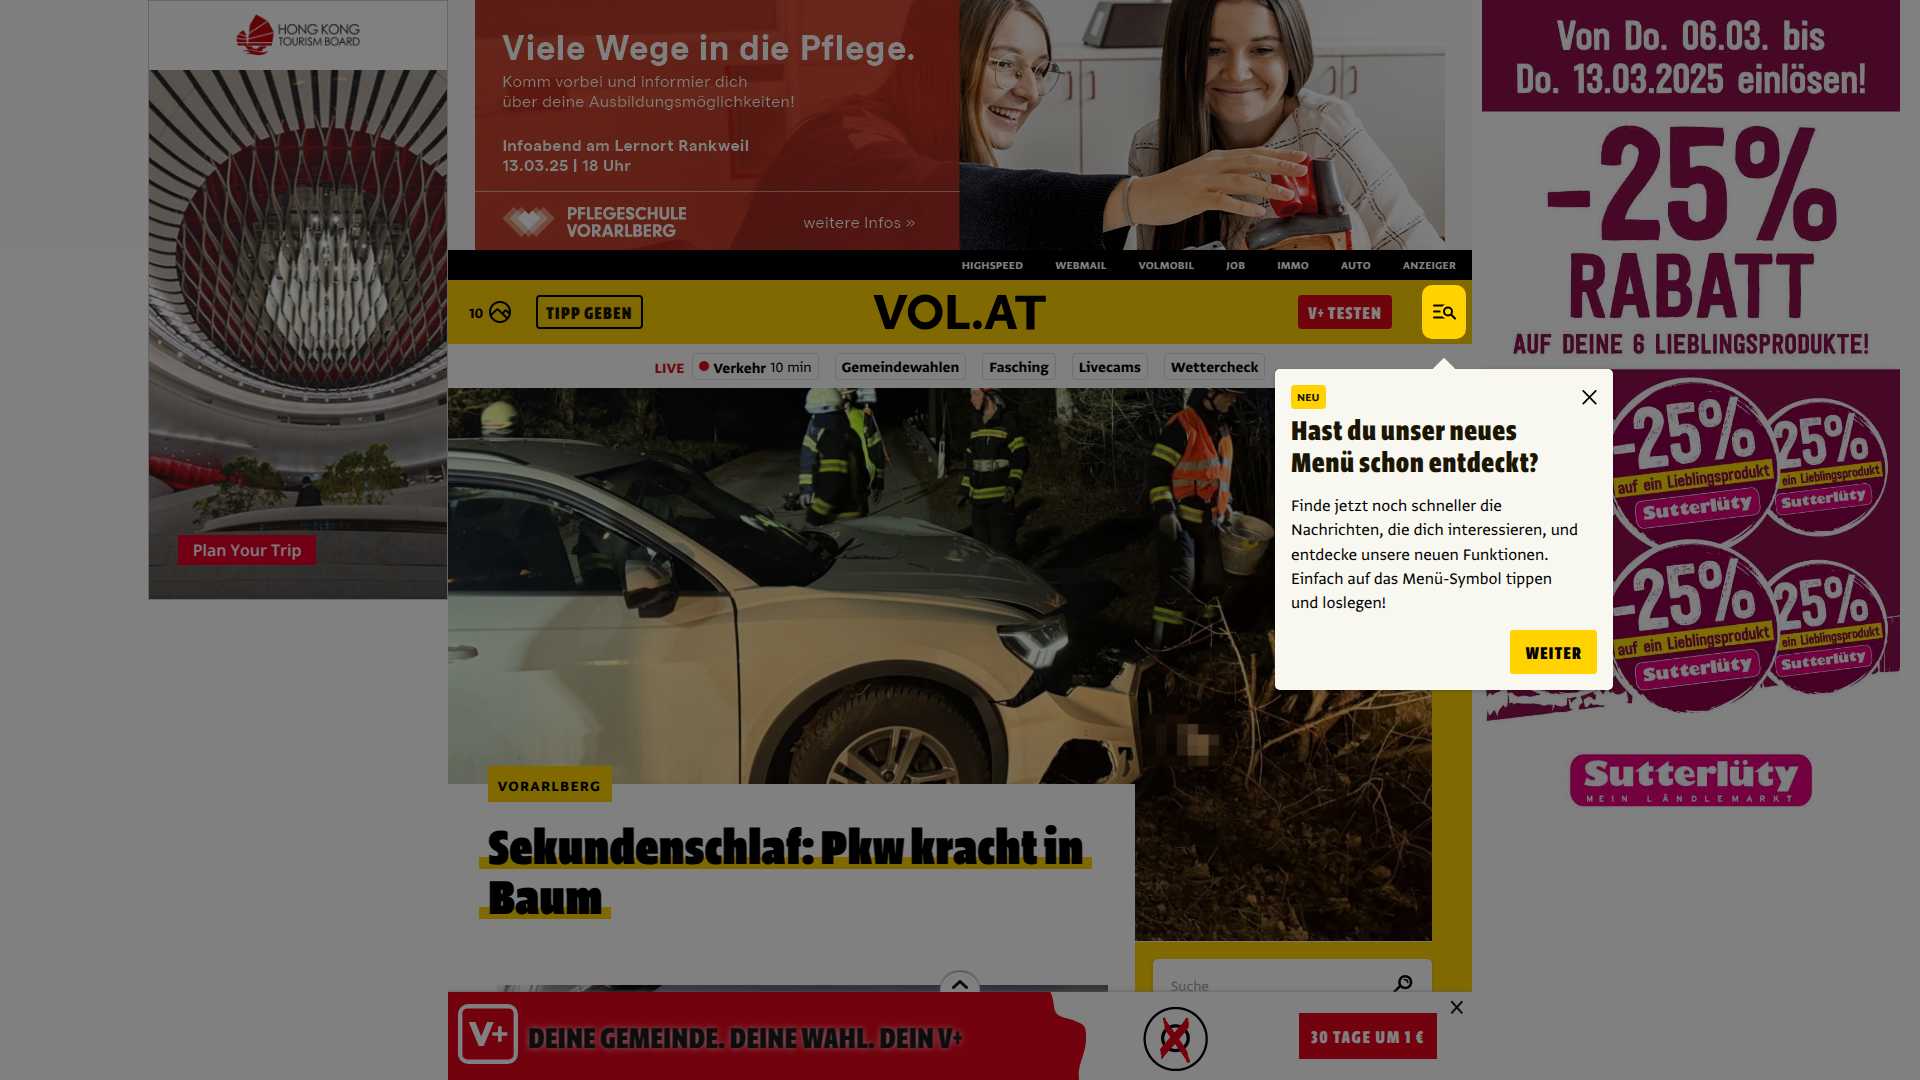 HONG KONG
TOURISM BOARD
Plan Your Trip
Viele Wege in die Pflege.
Komm vorbei und informier dich
über deine Ausbildungsmöglichkeiten!
Infoabend am Lernort Rankweil
13.03.25 | 18 Uhr
PFLEGESCHULE
VORARLBERG
weitere Infos »
Von Do. 06.03. bis
Do. 13.03.2025 einlösen!
-25%
RABATT
AUF DEINE 6 LIEBLINGSPRODUKTE!
HIGHSPEED WEBMAIL VOLMOBIL JOB IMMO AUTO ANZEIGER
10 TIPP GEBEN VOL.AT V+ TESTEN
LIVE Verkehr 10 min Gemeindewahlen Fasching Livecams Wettercheck
NEU
Hast du unser neues
Menü schon entdeckt?
Finde jetzt noch schneller die
Nachrichten, die dich interessieren, und
entdecke unsere neuen Funktionen.
Einfach auf das Menü-Symbol tippen
und loslegen!
WEITER
-25%
auf ein Lieblingsprodukt
Sutterlüty
25%
ein Lieblingsprodukt
Sutterlüty
-25%
auf ein Lieblingsprodukt
Sutterlüty
25%
ein Lieblingsprodukt
Sutterlüty
Sutterlüty
MEIN LÄNDLEMARKT
VORARLBERG
Sekundenschlaf: Pkw kracht in
Baum
Suche
V+ DEINE GEMEINDE. DEINE WAHL. DEIN V+
30 TAGE UM 1 €